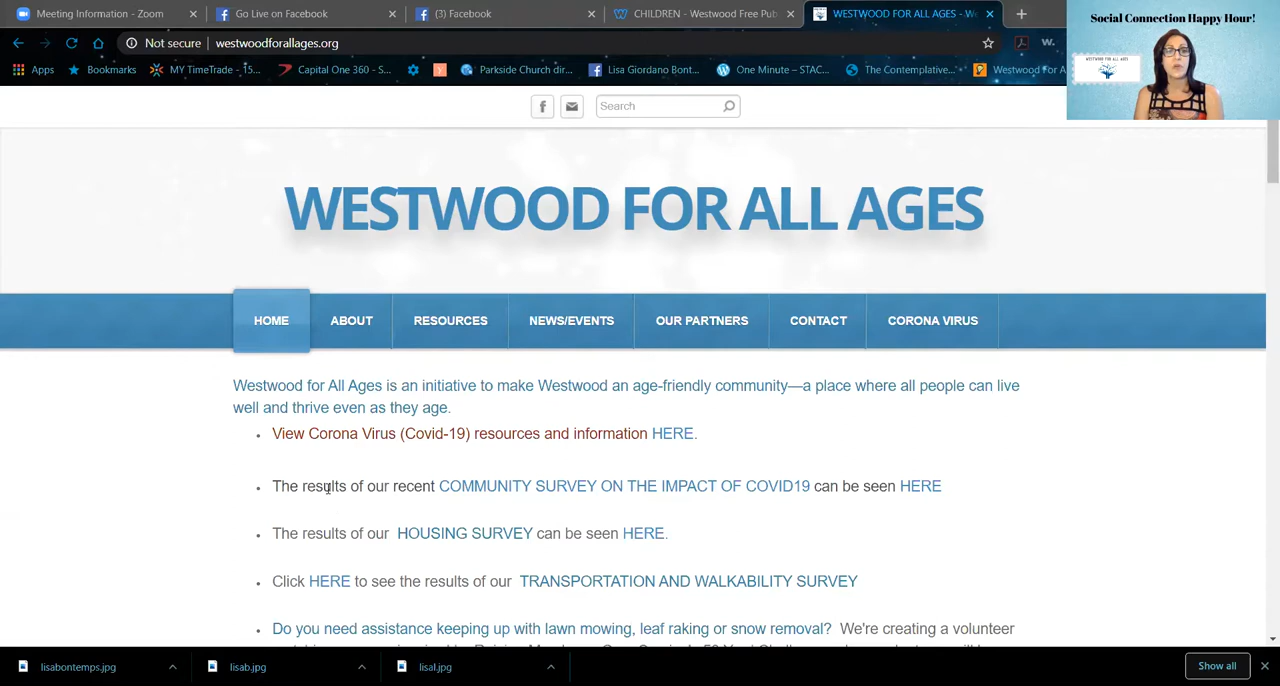 Meeting Information - Zoom
Go Live on Facebook
(3) Facebook
CHILDREN - Westwood Free Pub
WESTWOOD FOR ALL AGES - We
Not secure
westwoodforallages.org
Apps
Bookmarks
MY TimeTrade - 15...
Capital One 360 - S...
Parkside Church dir...
Lisa Giordano Bont...
One Minute – STAC...
The Contemplative...
Westwood For A
Social Connection Happy Hour!
WESTWOOD FOR ALL AGES
Search
WESTWOOD FOR ALL AGES
HOME
ABOUT
RESOURCES
NEWS/EVENTS
OUR PARTNERS
CONTACT
CORONA VIRUS
Westwood for All Ages is an initiative to make Westwood an age-friendly community—a place where all people can live
well and thrive even as they age.
View Corona Virus (Covid-19) resources and information HERE.
The results of our recent COMMUNITY SURVEY ON THE IMPACT OF COVID19 can be seen HERE
The results of our HOUSING SURVEY can be seen HERE.
Click HERE to see the results of our TRANSPORTATION AND WALKABILITY SURVEY
Do you need assistance keeping up with lawn mowing, leaf raking or snow removal? We're creating a volunteer
lisabontemps.jpg
lisab.jpg
lisal.jpg
Show all